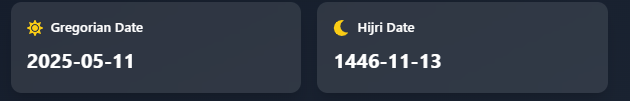 Gregorian Date
2025-05-11
Hijri Date
1446-11-13